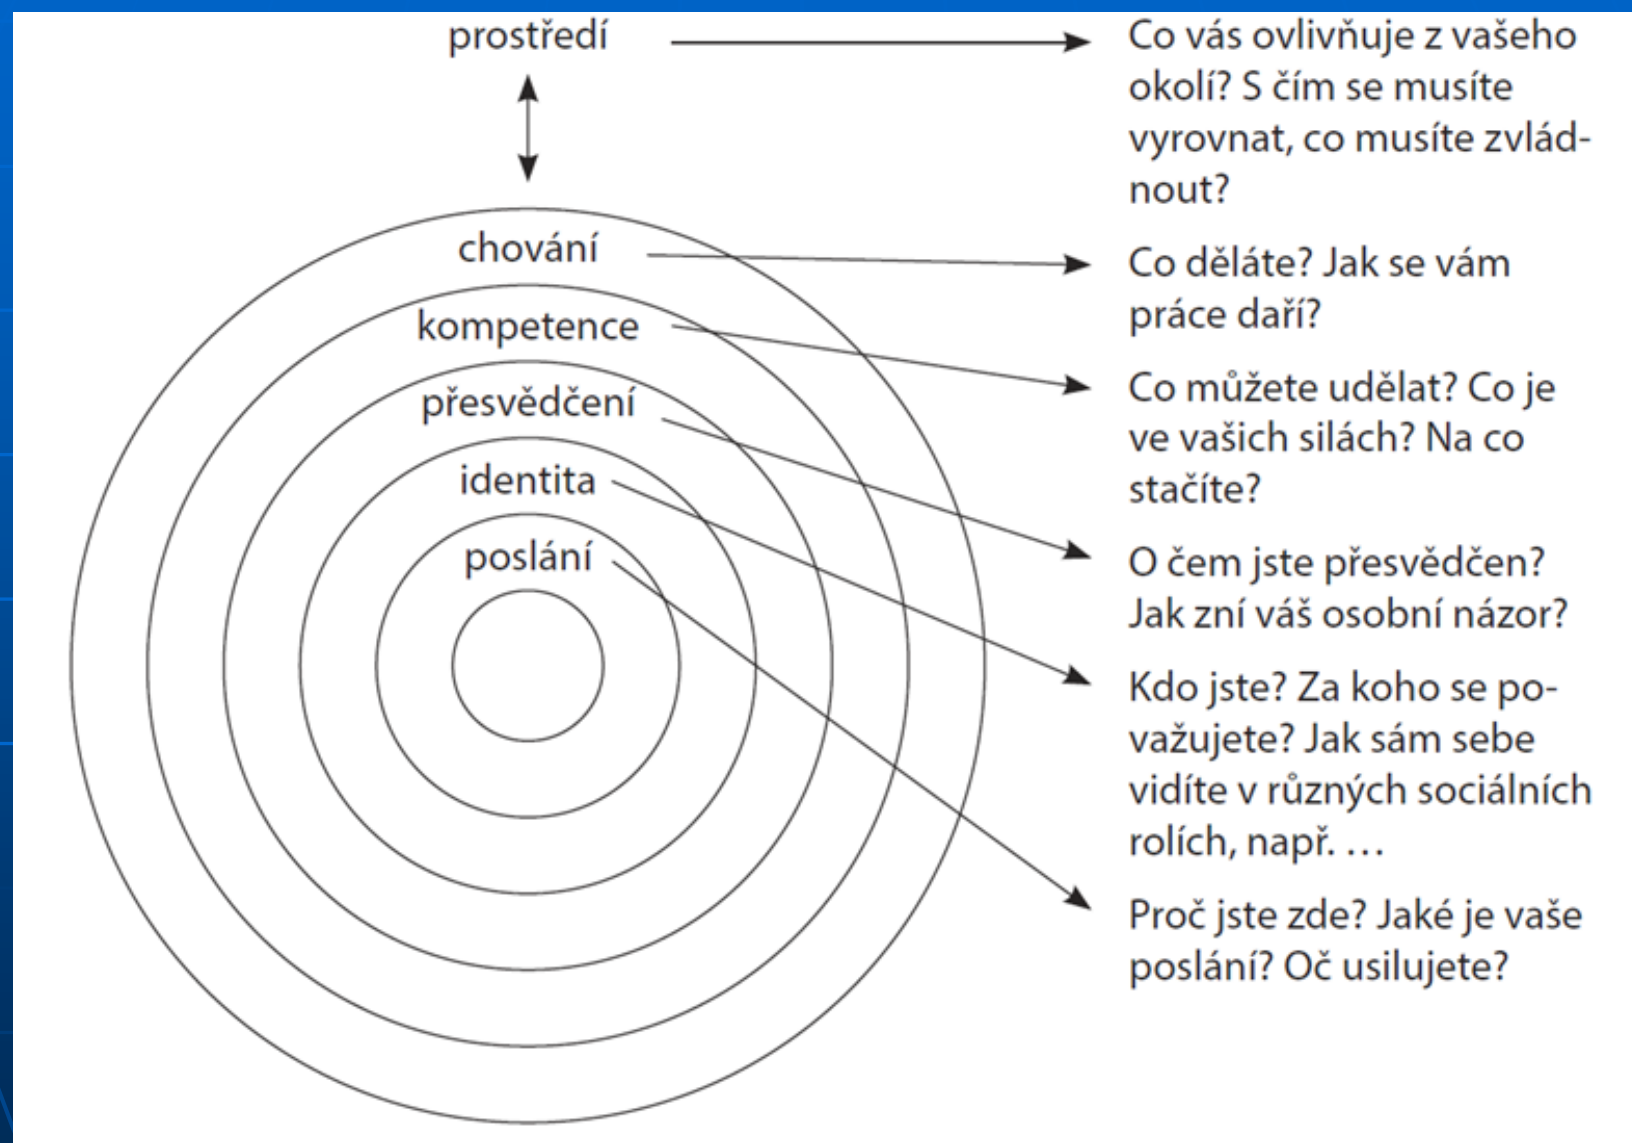 prostředí
chování
kompetence
přesvědčení
identita
poslání
Co vás ovlivňuje z vašeho
okolí? S čím se musíte
vyrovnat, co musíte zvlád-
nout?
Co děláte? Jak se vám
práce daří?
Co můžete udělat? Co je
ve vašich silách? Na co
stačíte?
O čem jste přesvědčen?
Jak zní váš osobní názor?
Kdo jste? Za koho se po-
važujete? Jak sám sebe
vidíte v různých sociálních
rolích, např. …
Proč jste zde? Jaké je vaše
poslání? Oč usilujete?